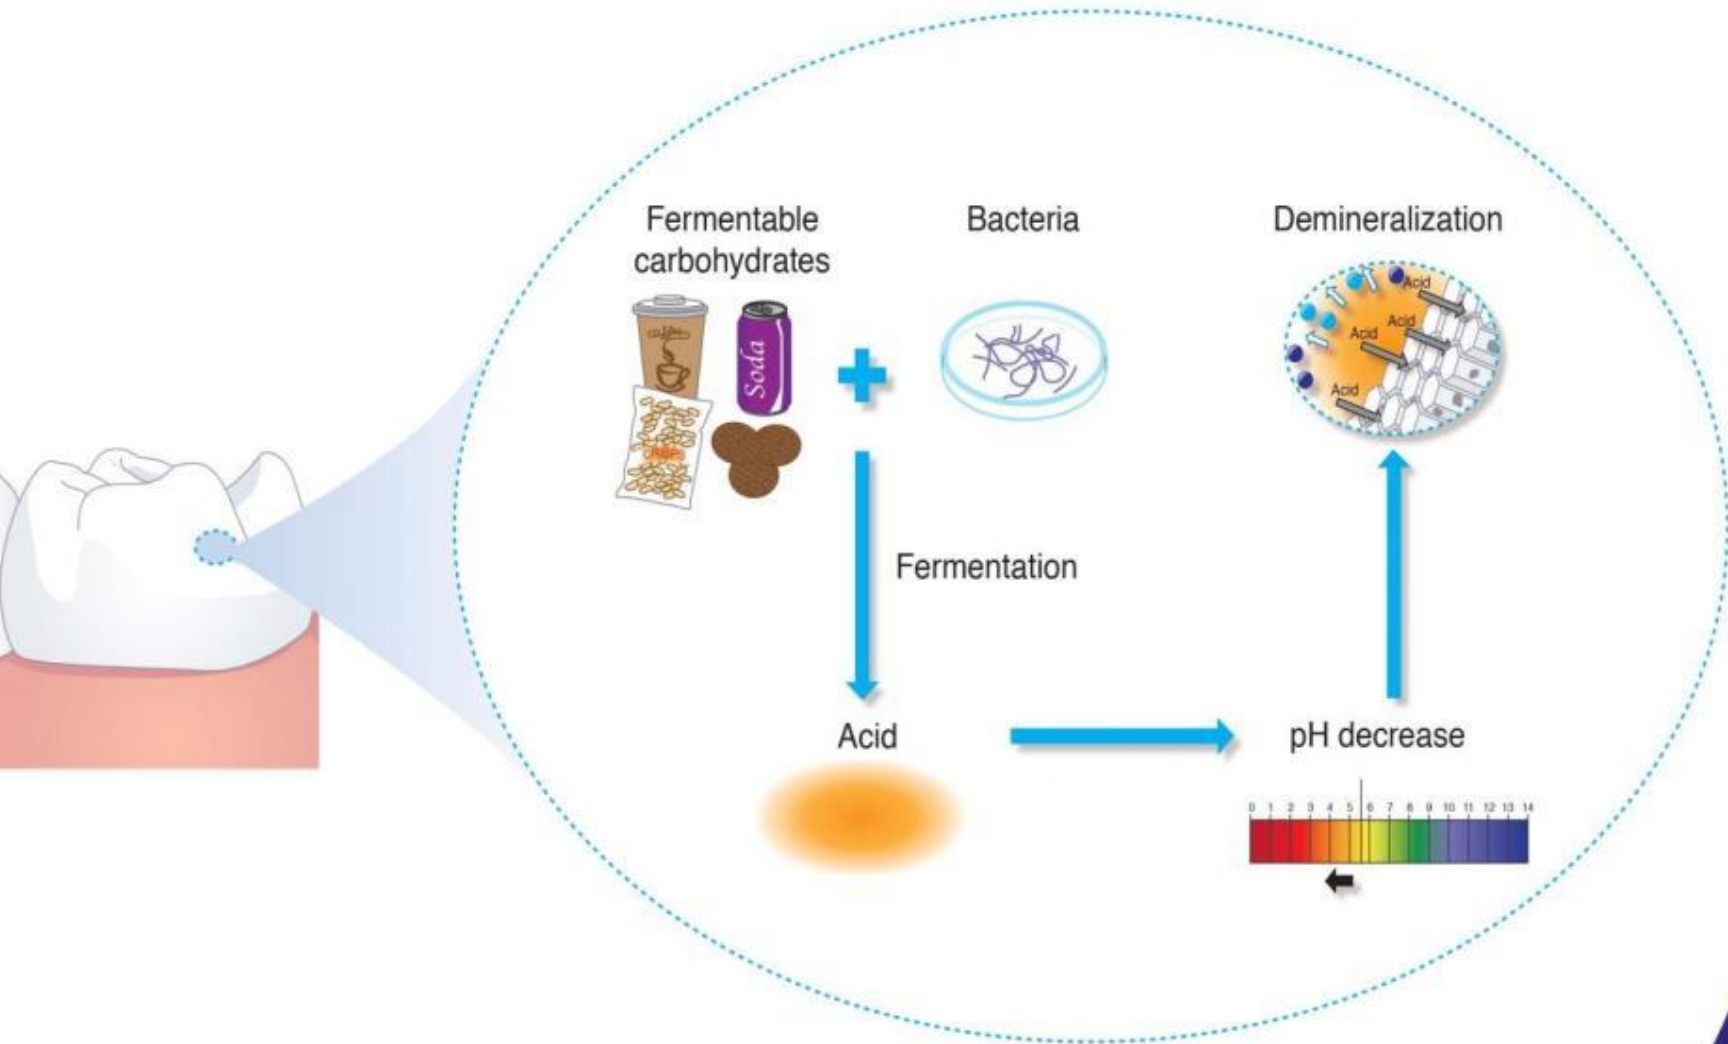 Fermentable
carbohydrates
Bacteria
Demineralization
Soda
CRISPS
Acid
Acid
Acid
Acid
Fermentation
Acid
pH decrease
0 1 2 3 4 5 6 7 8 9 10 11 12 13 14